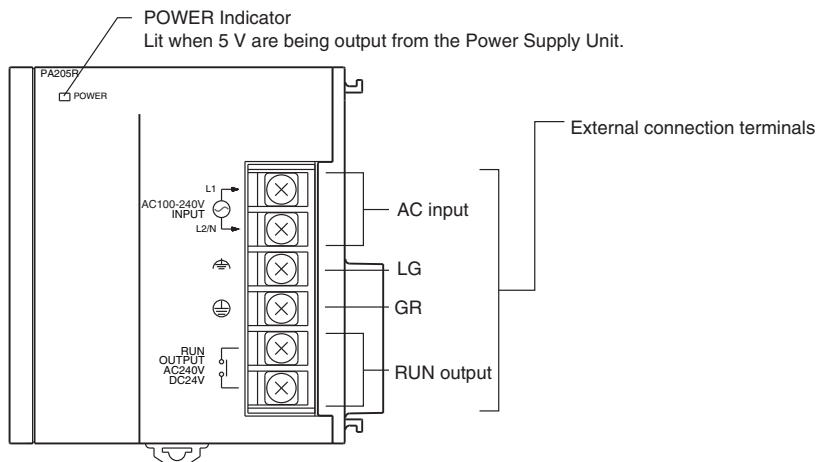 POWER Indicator
Lit when 5 V are being output from the Power Supply Unit.
PA205R
POWER
External connection terminals
L1
AC100-240V
INPUT
L2/N
AC input
LG
GR
RUN
OUTPUT
AC240V
DC24V
RUN output